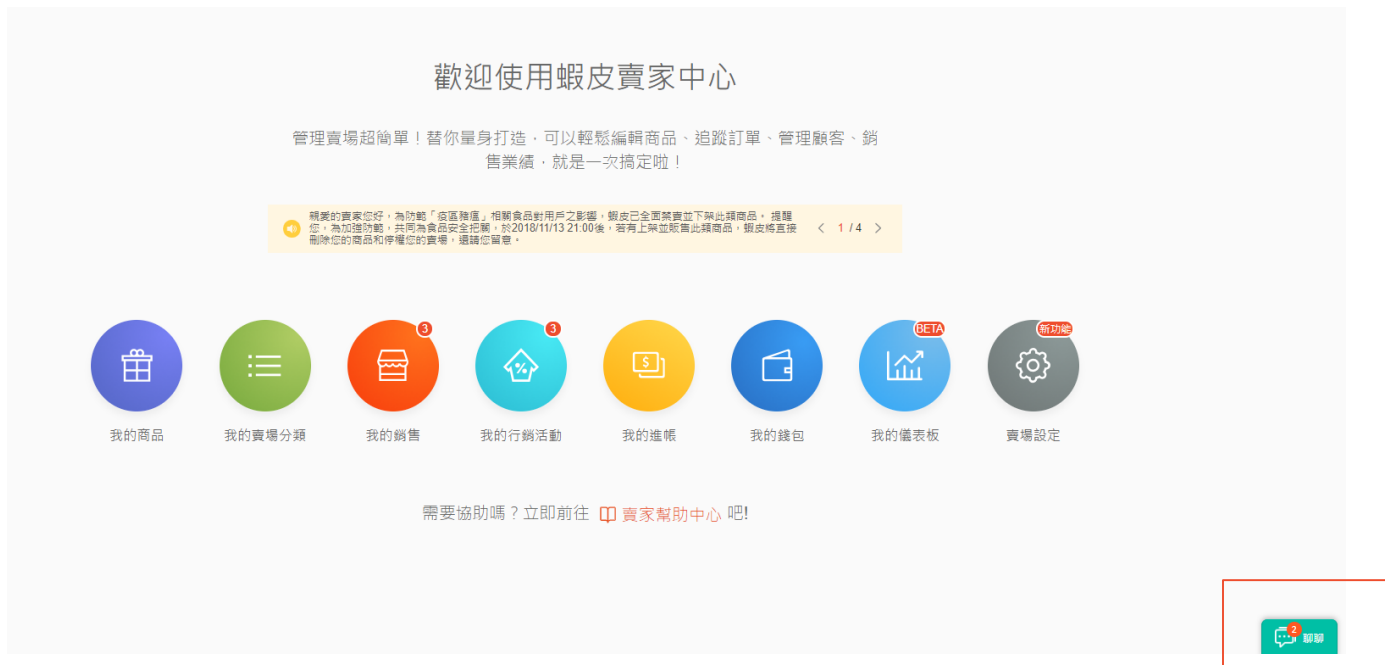 歡迎使用蝦皮賣家中心
管理賣場超簡單！替你量身打造，可以輕鬆編輯商品、追蹤訂單、管理顧客、銷
售業績，就是一次搞定啦！
親愛的賣家您好，為防範「疫區豬瘟」相關食品對用戶之影響，蝦皮已全面禁賣並下架此類商品。 提醒
您，為加強防範，共同為食品安全把關，於2018/11/13 21:00後，若有上架並販售此類商品，蝦皮將直接
刪除您的商品和停權您的賣場，還請您留意。
1 / 4
3
3
BETA
新功能
我的商品
我的賣場分類
我的銷售
我的行銷活動
我的進帳
我的錢包
我的儀表板
賣場設定
需要協助嗎？立即前往 賣家幫助中心 吧!
2
聊聊